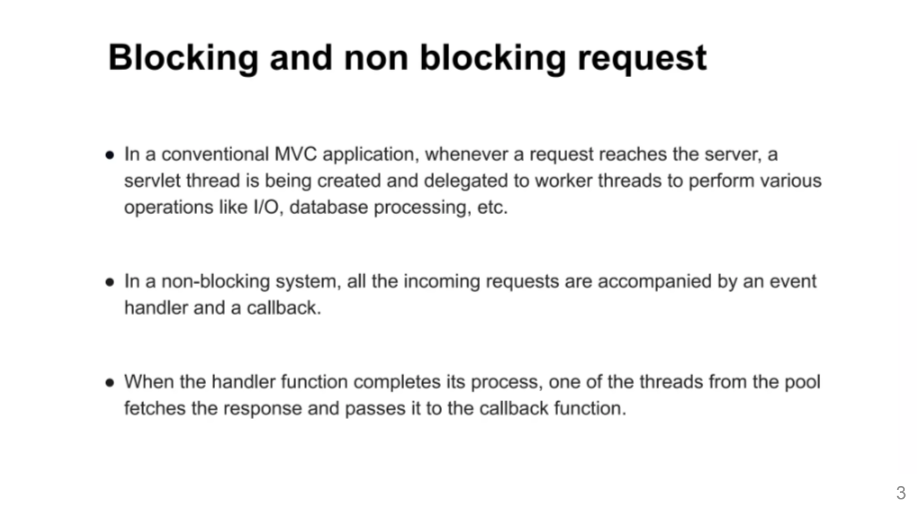 Blocking and non blocking request
● In a conventional MVC application, whenever a request reaches the server, a
servlet thread is being created and delegated to worker threads to perform various
operations like I/O, database processing, etc.
● In a non-blocking system, all the incoming requests are accompanied by an event
handler and a callback.
● When the handler function completes its process, one of the threads from the pool
fetches the response and passes it to the callback function.
3